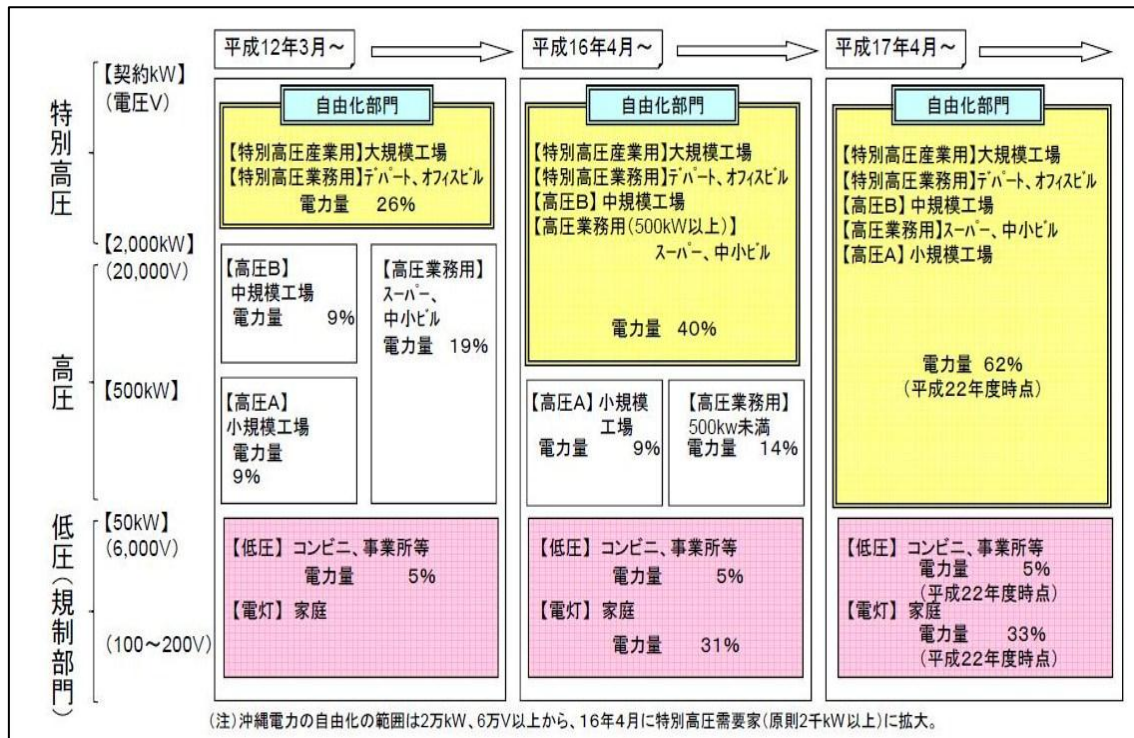 平成12年3月～
平成16年4月～
平成17年4月～
【契約kW】
(電圧V)
特別高圧
【2,000kW】
(20,000V)
高圧
【500kW】
【50kW】
(6,000V)
低圧(規制部門)
(100～200V)
自由化部門
【特別高圧産業用】大規模工場
【特別高圧業務用】デパート、オフィスビル
電力量 26%
【高圧B】
中規模工場
電力量 9%
【高圧業務用】
スーパー、
中小ビル
電力量 19%
【高圧A】
小規模工場
電力量
9%
【低圧】コンビニ、事業所等
電力量 5%
【電灯】家庭
自由化部門
【特別高圧産業用】大規模工場
【特別高圧業務用】デパート、オフィスビル
【高圧B】中規模工場
【高圧業務用(500kW以上)】
スーパー、中小ビル
電力量 40%
【高圧A】小規模
工場
電力量 9%
【高圧業務用】
500kw未満
電力量 14%
【低圧】コンビニ、事業所等
電力量 5%
【電灯】家庭
電力量 31%
自由化部門
【特別高圧産業用】大規模工場
【特別高圧業務用】デパート、オフィスビル
【高圧B】中規模工場
【高圧業務用】スーパー、中小ビル
【高圧A】小規模工場
電力量 62%
(平成22年度時点)
【低圧】コンビニ、事業所等
電力量 5%
(平成22年度時点)
【電灯】家庭
電力量 33%
(平成22年度時点)
(注)沖縄電力の自由化の範囲は2万kW、6万V以上から、16年4月に特別高圧需要家(原則2千kW以上)に拡大。